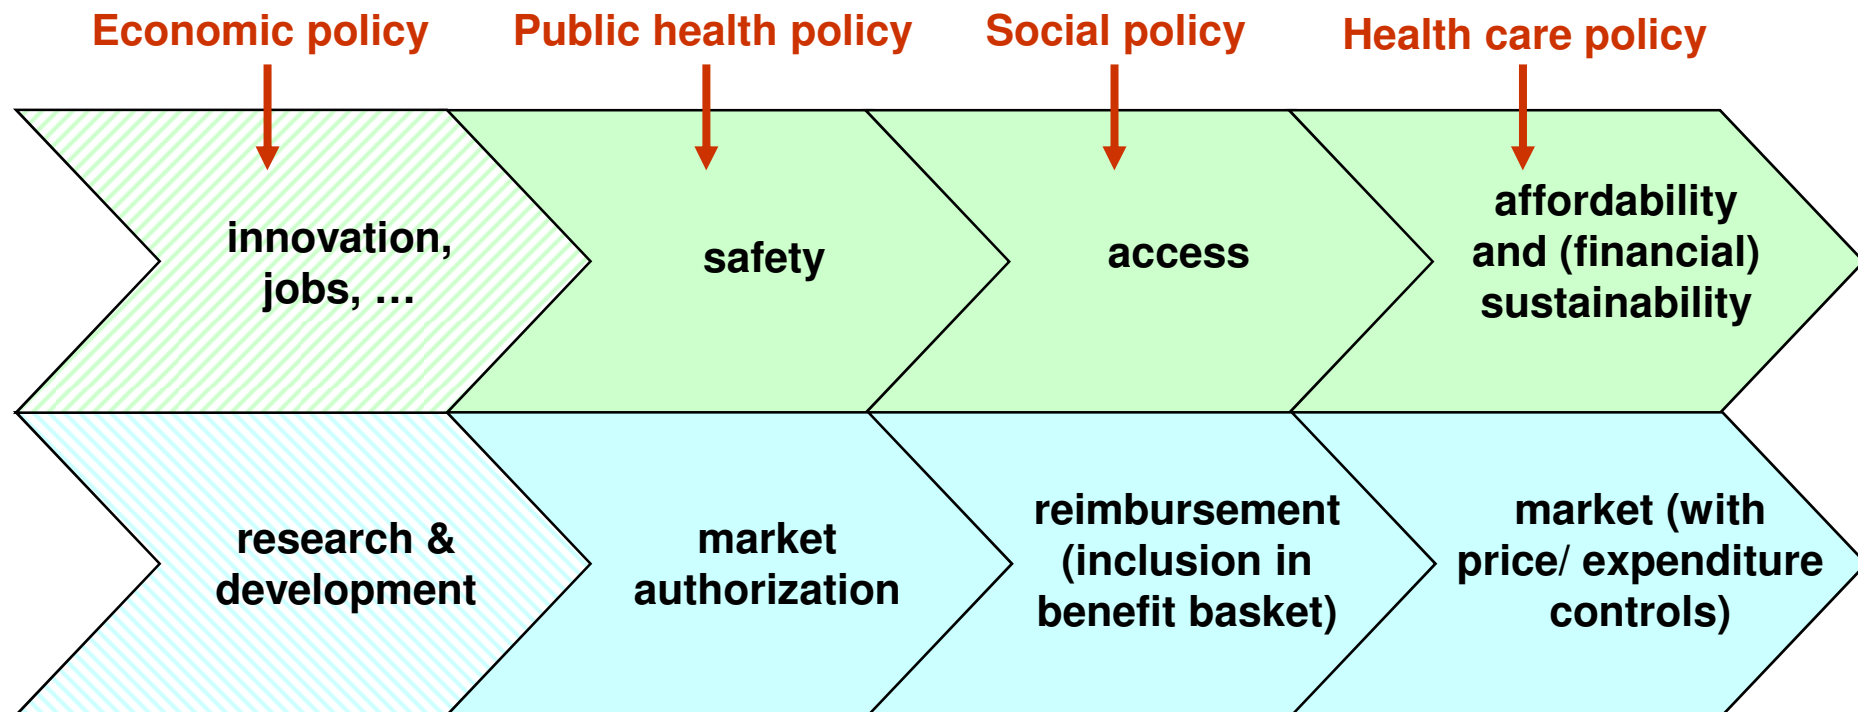 Economic policy
Public health policy
Social policy
Health care policy
innovation,
jobs, …
safety
access
affordability
and (financial)
sustainability
research &
development
market
authorization
reimbursement
(inclusion in
benefit basket)
market (with
price/ expenditure
controls)